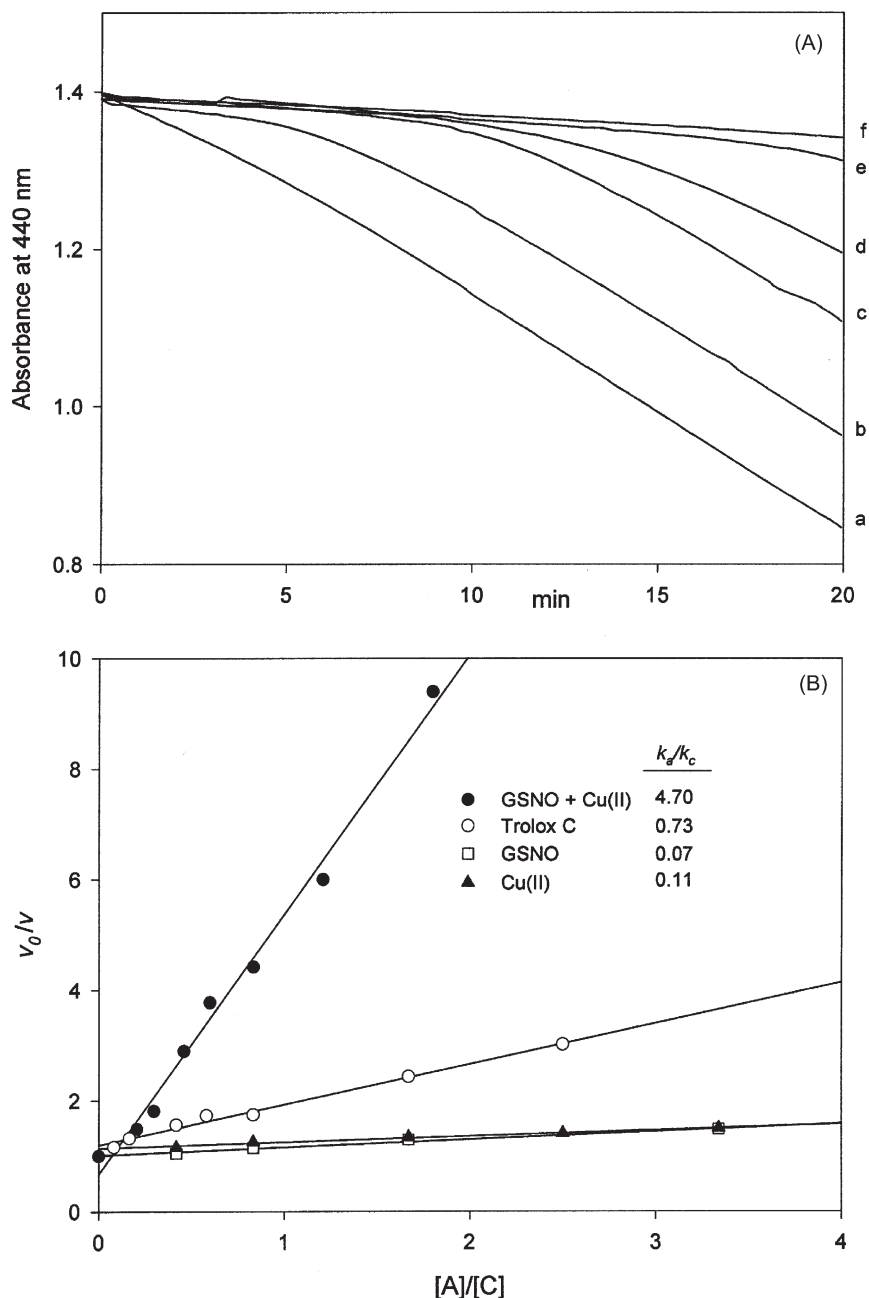 (A)
1.4
1.2
1.0
0.8
Absorbance at 440 nm
f
e
d
c
b
a
0
5
10
min
15
20
(B)
10
8
6
4
2
0
v0/v
ka/kc
GSNO + Cu(II) 4.70
Trolox C 0.73
GSNO 0.07
Cu(II) 0.11
0
1
2
3
4
[A]/[C]